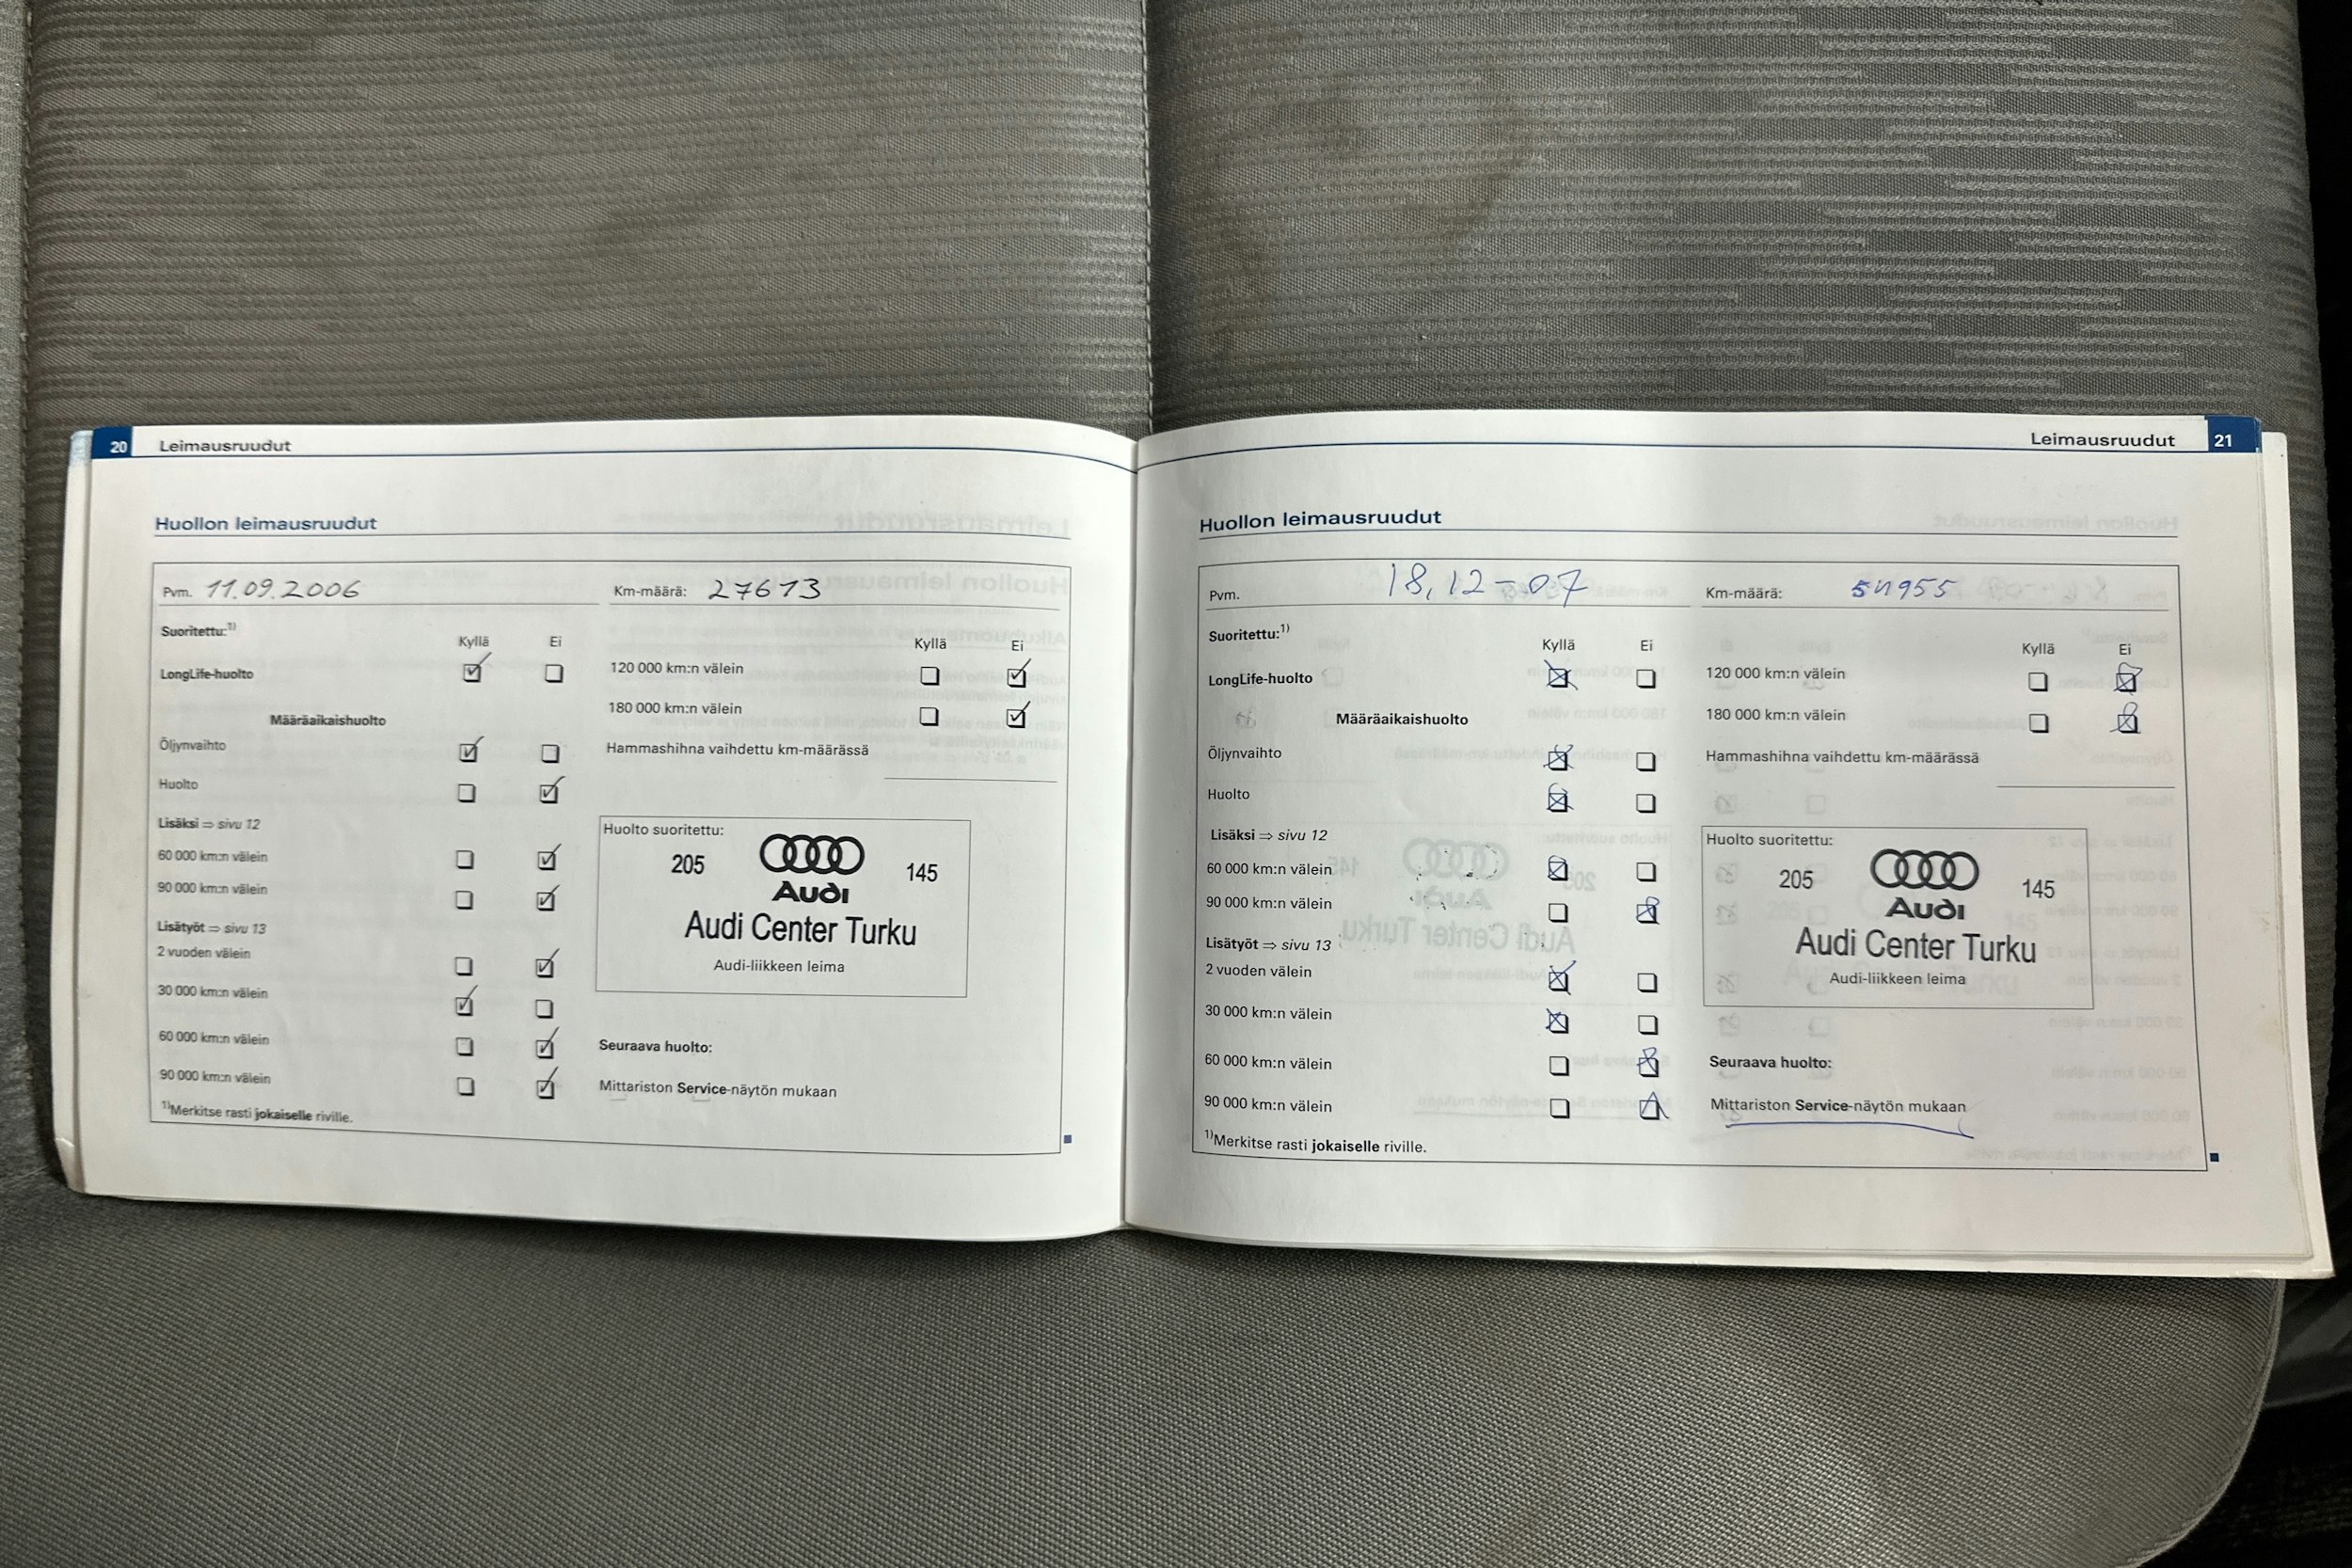 20 Leimausruudut
Huollon leimausruudut
Pvm. 11.09.2006 Km-määrä: 27613
Suoritettu:1)
Kyllä Ei
LongLife-huolto
Määräaikaishuolto
Öljynvaihto
Huolto
Lisäksi ⇒ sivu 12
60 000 km:n välein
90 000 km:n välein
Lisätyöt ⇒ sivu 13
2 vuoden välein
30 000 km:n välein
60 000 km:n välein
90 000 km:n välein
1)Merkitse rasti jokaiselle riville.
Kyllä Ei
120 000 km:n välein
180 000 km:n välein
Hammashihna vaihdettu km-määrässä
Huolto suoritettu:
205 145
Audi
Audi Center Turku
Audi-liikkeen leima
Seuraava huolto:
Mittariston Service-näytön mukaan
Leimausruudut 21
Huollon leimausruudut
Pvm. 18,12-07 Km-määrä: 54955
Suoritettu:1)
Kyllä Ei
LongLife-huolto
Määräaikaishuolto
Öljynvaihto
Huolto
Lisäksi ⇒ sivu 12
60 000 km:n välein
90 000 km:n välein
Lisätyöt ⇒ sivu 13
2 vuoden välein
30 000 km:n välein
60 000 km:n välein
90 000 km:n välein
1)Merkitse rasti jokaiselle riville.
Kyllä Ei
120 000 km:n välein
180 000 km:n välein
Hammashihna vaihdettu km-määrässä
Huolto suoritettu:
205 145
Audi
Audi Center Turku
Audi-liikkeen leima
Seuraava huolto:
Mittariston Service-näytön mukaan